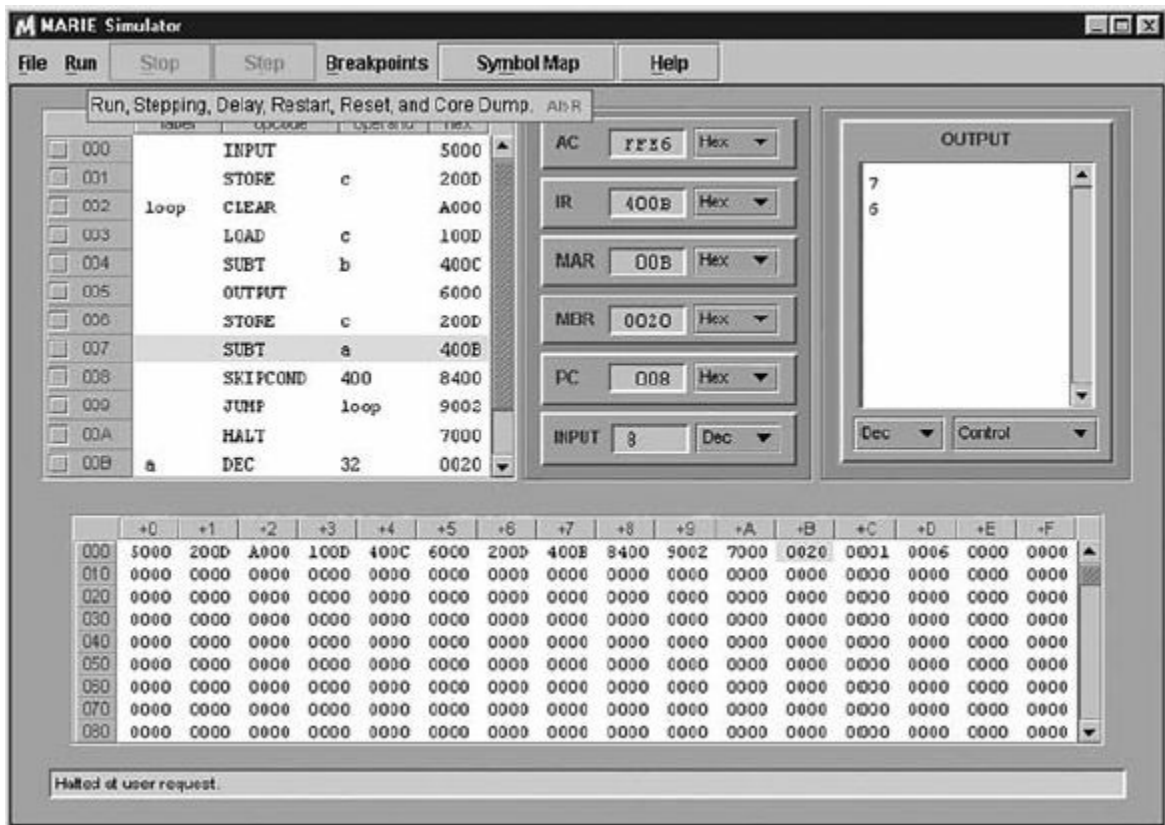 MARIE Simulator
File Run Stop Step Breakpoints Symbol Map Help
Run, Stepping, Delay, Restart, Reset, and Core Dump. Alt-R
label opcode operand hex
000 INPUT 5000
001 STORE c 200D
002 loop CLEAR A000
003 LOAD c 100D
004 SUBT b 400C
005 OUTPUT 6000
006 STORE c 200D
007 SUBT a 400B
008 SKIPCOND 400 8400
009 JUMP loop 9002
00A HALT 7000
00B a DEC 32 0020
AC Hex
IR 400B Hex
MAR 00B Hex
MBR 0020 Hex
PC 008 Hex
INPUT 8 Dec
OUTPUT
7
6
Dec Control
+0 +1 +2 +3 +4 +5 +6 +7 +8 +9 +A +B +C +D +E +F
000 5000 200D A000 100D 400C 6000 200D 400B 8400 9002 7000 0020 0001 0006 0000 0000
010 0000 0000 0000 0000 0000 0000 0000 0000 0000 0000 0000 0000 0000 0000 0000 0000
020 0000 0000 0000 0000 0000 0000 0000 0000 0000 0000 0000 0000 0000 0000 0000 0000
030 0000 0000 0000 0000 0000 0000 0000 0000 0000 0000 0000 0000 0000 0000 0000 0000
040 0000 0000 0000 0000 0000 0000 0000 0000 0000 0000 0000 0000 0000 0000 0000 0000
050 0000 0000 0000 0000 0000 0000 0000 0000 0000 0000 0000 0000 0000 0000 0000 0000
060 0000 0000 0000 0000 0000 0000 0000 0000 0000 0000 0000 0000 0000 0000 0000 0000
070 0000 0000 0000 0000 0000 0000 0000 0000 0000 0000 0000 0000 0000 0000 0000 0000
080 0000 0000 0000 0000 0000 0000 0000 0000 0000 0000 0000 0000 0000 0000 0000 0000
Halted at user request.